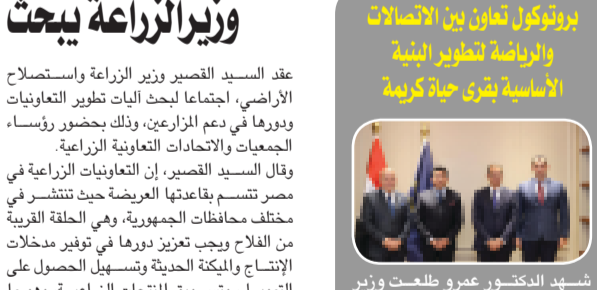 بروتوكول تعاون بين الاتصالات
والرياضة لتطوير البنية
الأساسية بقرى حياة كريمة
شهد الدكتور عمرو طلعت وزير
وزير الزراعة يبحث
عقد السيد القصير وزير الزراعة واستصلاح
الأراضي، اجتماعا لبحث آليات تطوير التعاونيات
ودورها في دعم المزارعين، وذلك بحضور رؤساء
الجمعيات والاتحادات التعاونية الزراعية.
وقال السيد القصير، إن التعاونيات الزراعية في
مصر تتسم بقاعدتها العريضة حيث تنتشر في
مختلف محافظات الجمهورية، وهي الحلقة القريبة
من الفلاح ويجب تعزيز دورها في توفير مدخلات
الإنتاج والميكنة الحديثة وتسهيل الحصول على